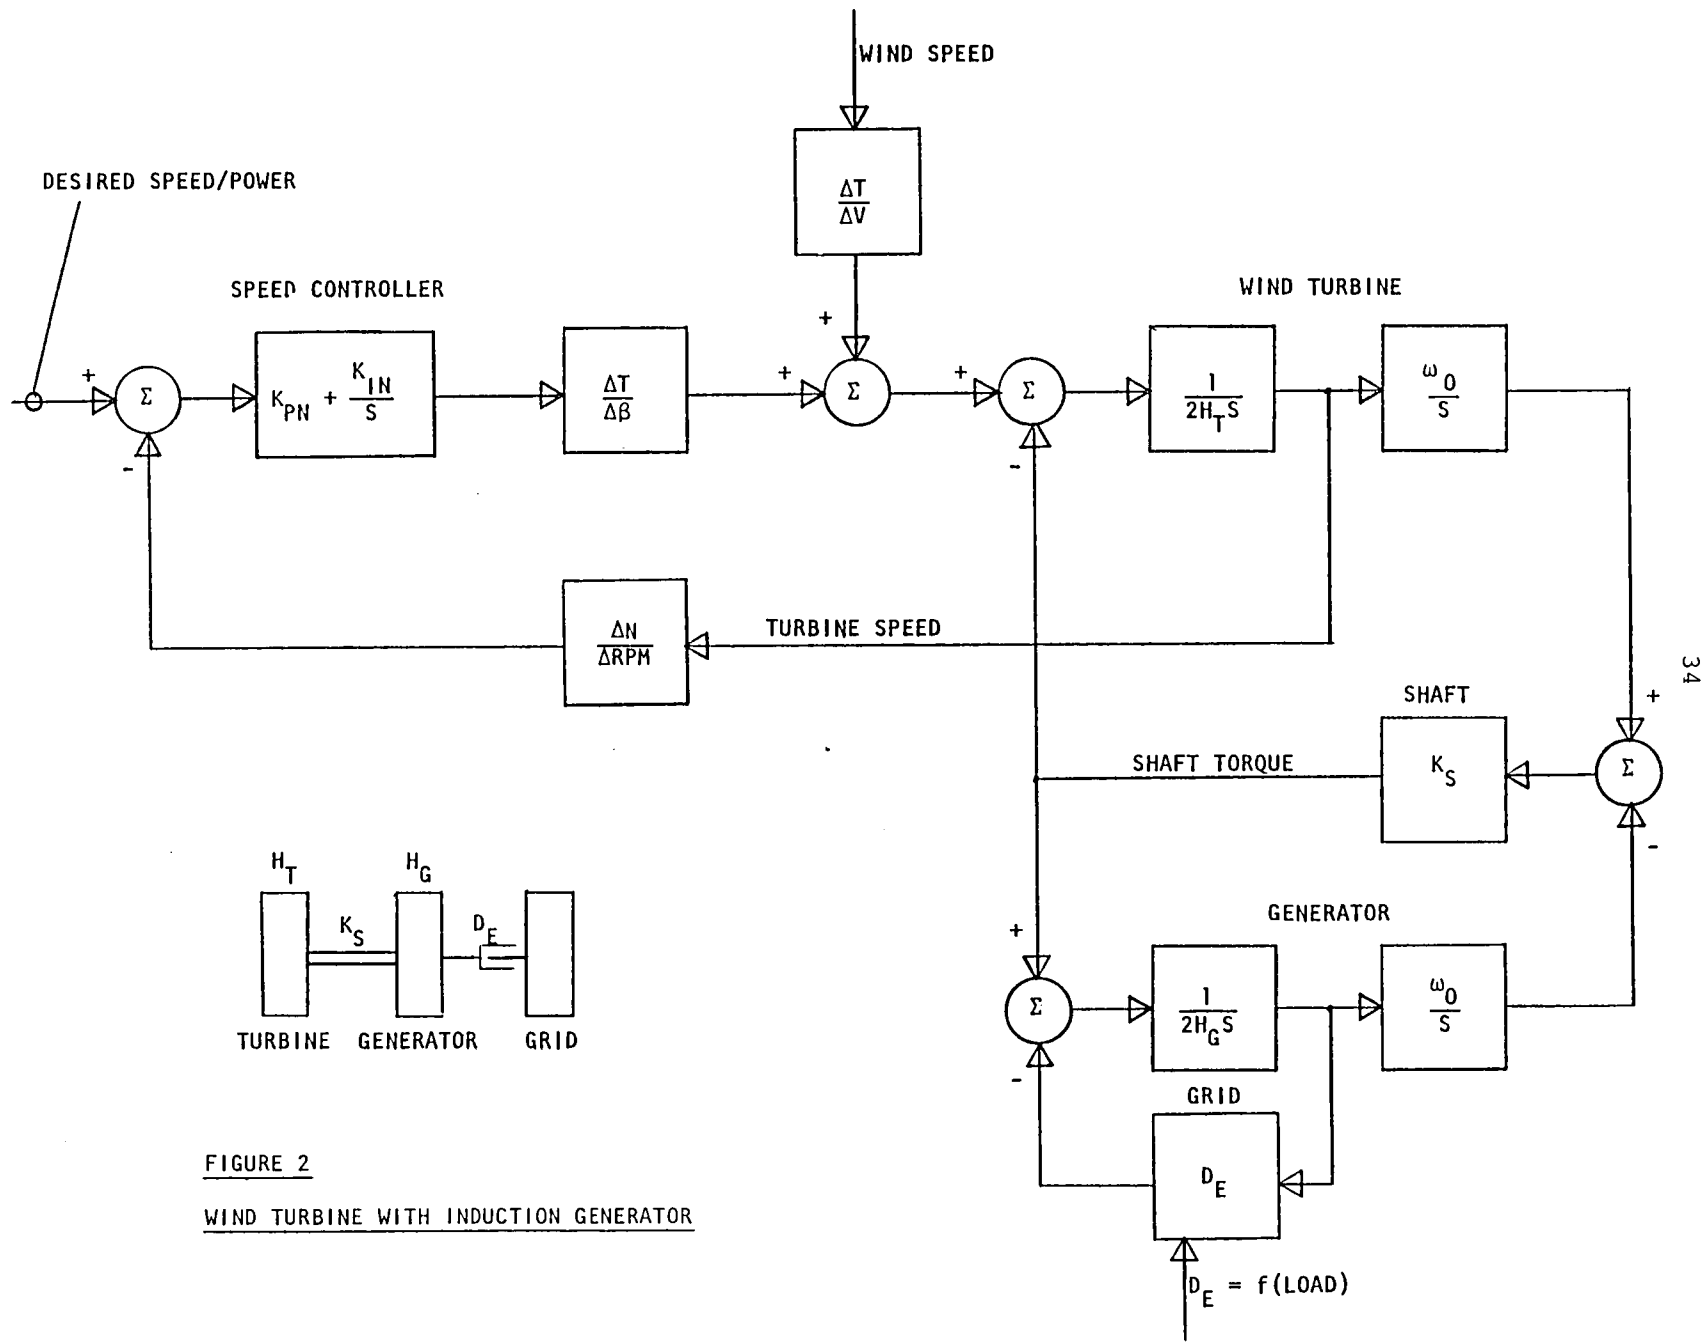 WIND SPEED
ΔT
ΔV
DESIRED SPEED/POWER
SPEED CONTROLLER
WIND TURBINE
+
+
Σ
K_PN + K_IN
S
ΔT
Δβ
+
Σ
+
Σ
1
2H_T S
ω_0
S
-
-
ΔN
ΔRPM
TURBINE SPEED
34
SHAFT
+
SHAFT TORQUE
K_S
Σ
-
H_T
H_G
K_S
D_E
TURBINE
GENERATOR
GRID
GENERATOR
+
Σ
1
2H_G S
ω_0
S
-
GRID
D_E
D_E = f(LOAD)
FIGURE 2
WIND TURBINE WITH INDUCTION GENERATOR